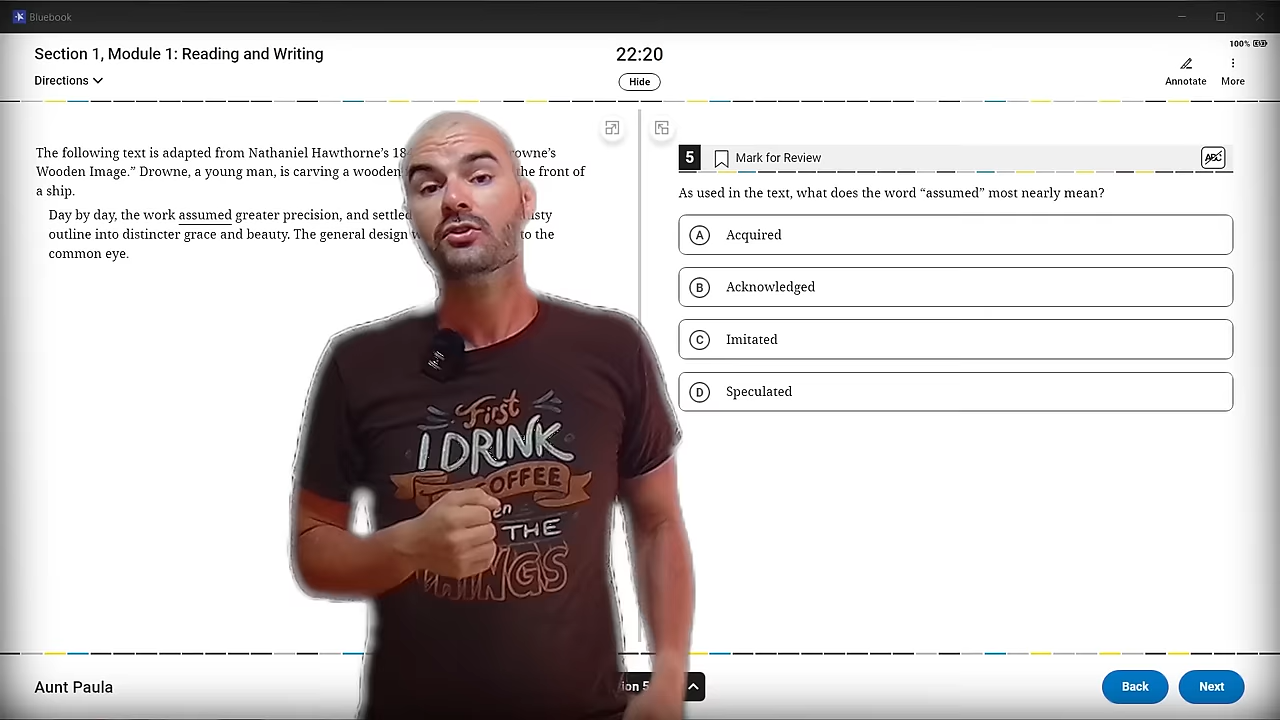 Bluebook
Section 1, Module 1: Reading and Writing
Directions
22:20
Hide
100%
Annotate
More
The following text is adapted from Nathaniel Hawthorne’s 18
Wooden Image.” Drowne, a young man, is carving a wooden the front of
a ship.
Day by day, the work assumed greater precision, and settled
outline into distincter grace and beauty. The general design to the
common eye.
5
Mark for Review
ABC
As used in the text, what does the word “assumed” most nearly mean?
A Acquired
B Acknowledged
C Imitated
D Speculated
First
I DRINK
OFFEE
THE
Aunt Paula
Back
Next